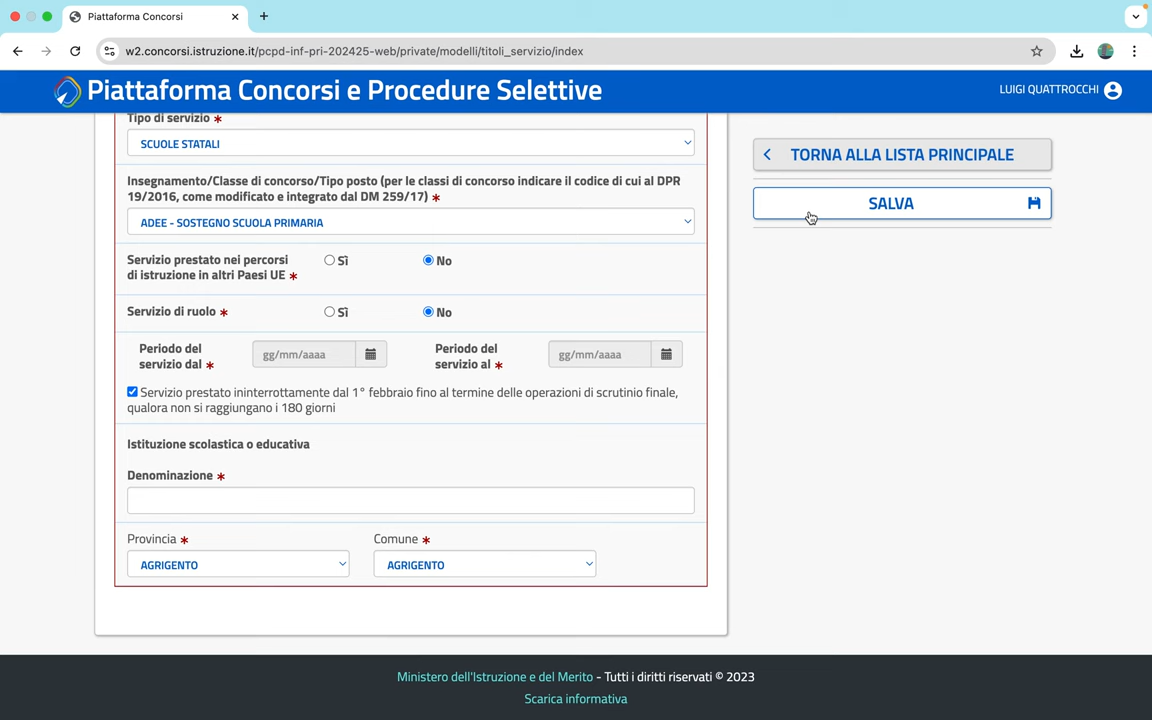 Piattaforma Concorsi
w2.concorsi.istruzione.it/pcpd-inf-pri-202425-web/private/modelli/titoli_servizio/index
Piattaforma Concorsi e Procedure Selettive
LUIGI QUATTROCCHI
Tipo di servizio *
SCUOLE STATALI
Insegnamento/Classe di concorso/Tipo posto (per le classi di concorso indicare il codice di cui al DPR
19/2016, come modificato e integrato dal DM 259/17) *
ADEE - SOSTEGNO SCUOLA PRIMARIA
Servizio prestato nei percorsi
di istruzione in altri Paesi UE *
Sì No
Servizio di ruolo * Sì No
Periodo del
servizio dal *
gg/mm/aaaa
Periodo del
servizio al *
gg/mm/aaaa
Servizio prestato ininterrottamente dal 1° febbraio fino al termine delle operazioni di scrutinio finale,
qualora non si raggiungano i 180 giorni
Istituzione scolastica o educativa
Denominazione *
Provincia * Comune *
AGRIGENTO AGRIGENTO
TORNA ALLA LISTA PRINCIPALE
SALVA
Ministero dell'Istruzione e del Merito - Tutti i diritti riservati © 2023
Scarica informativa